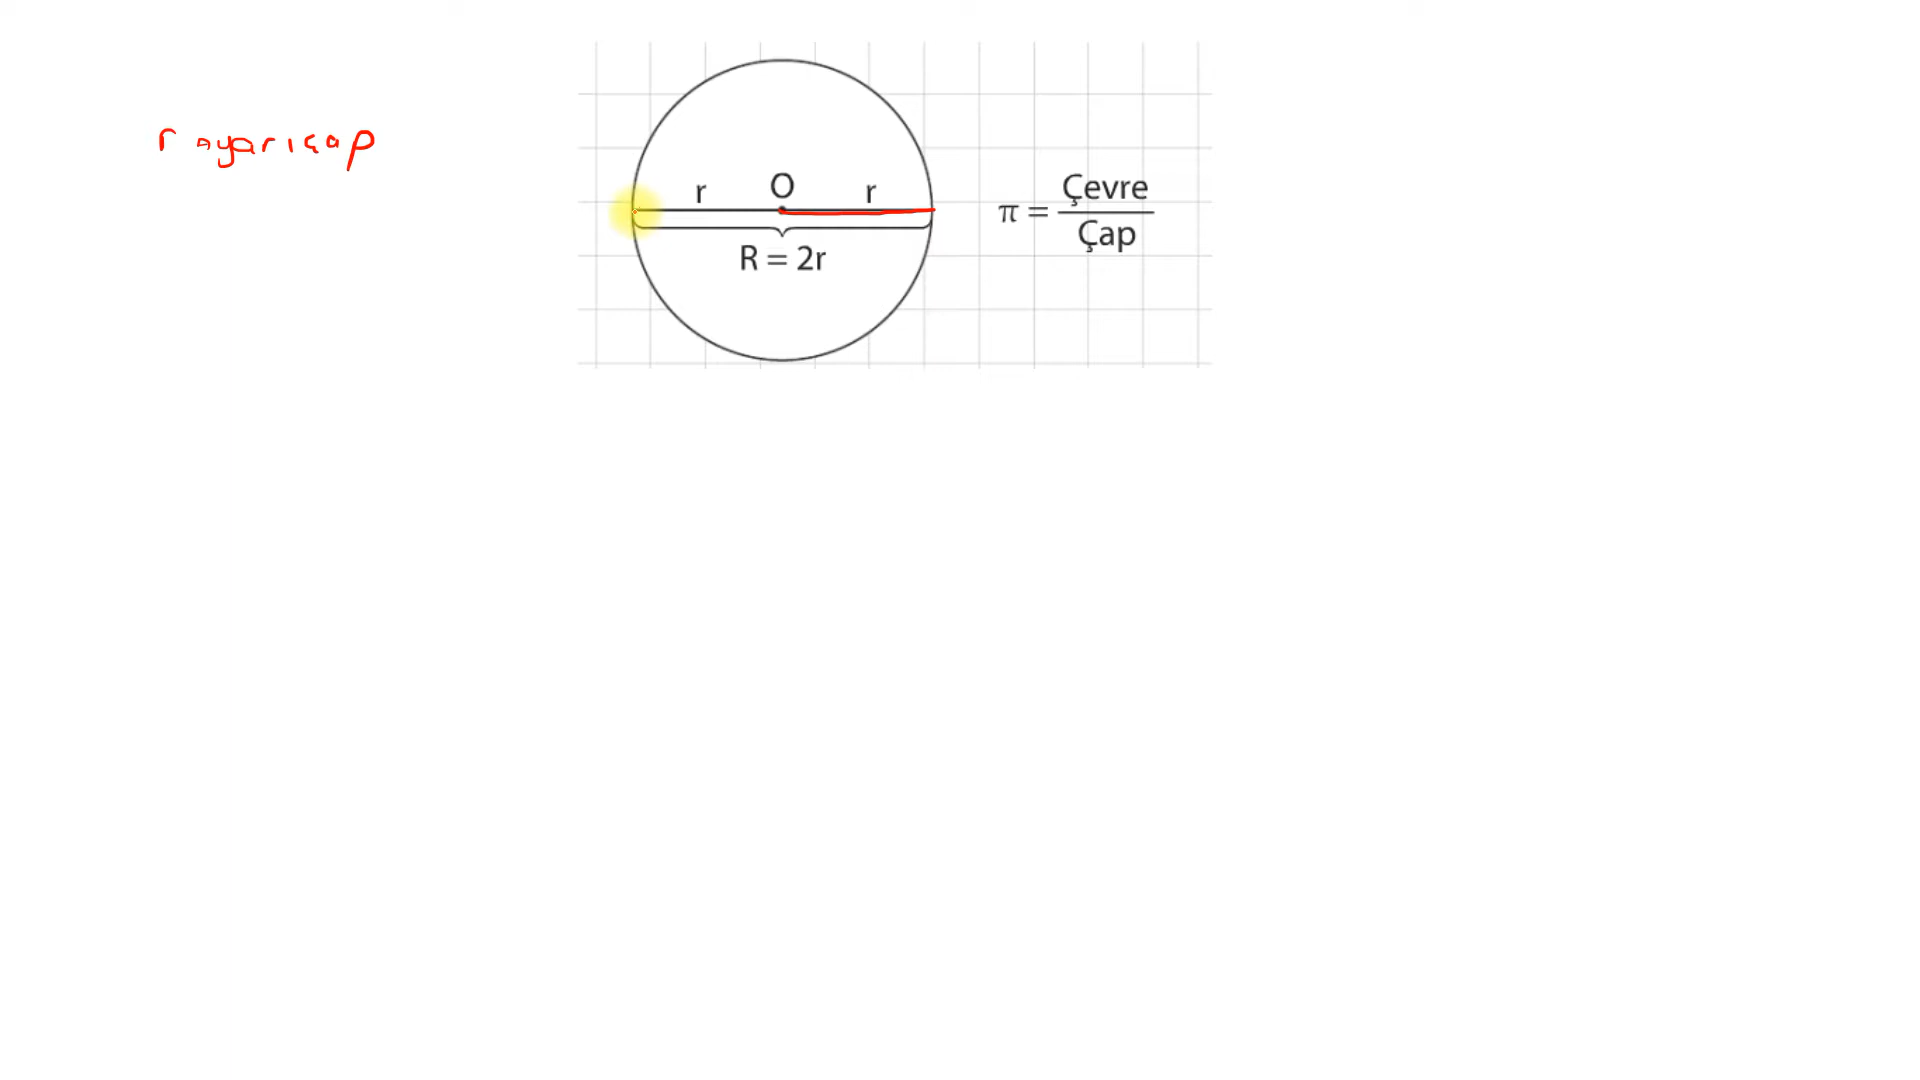 r → yarıçap
r O r
R = 2r
π = Çevre
Çap